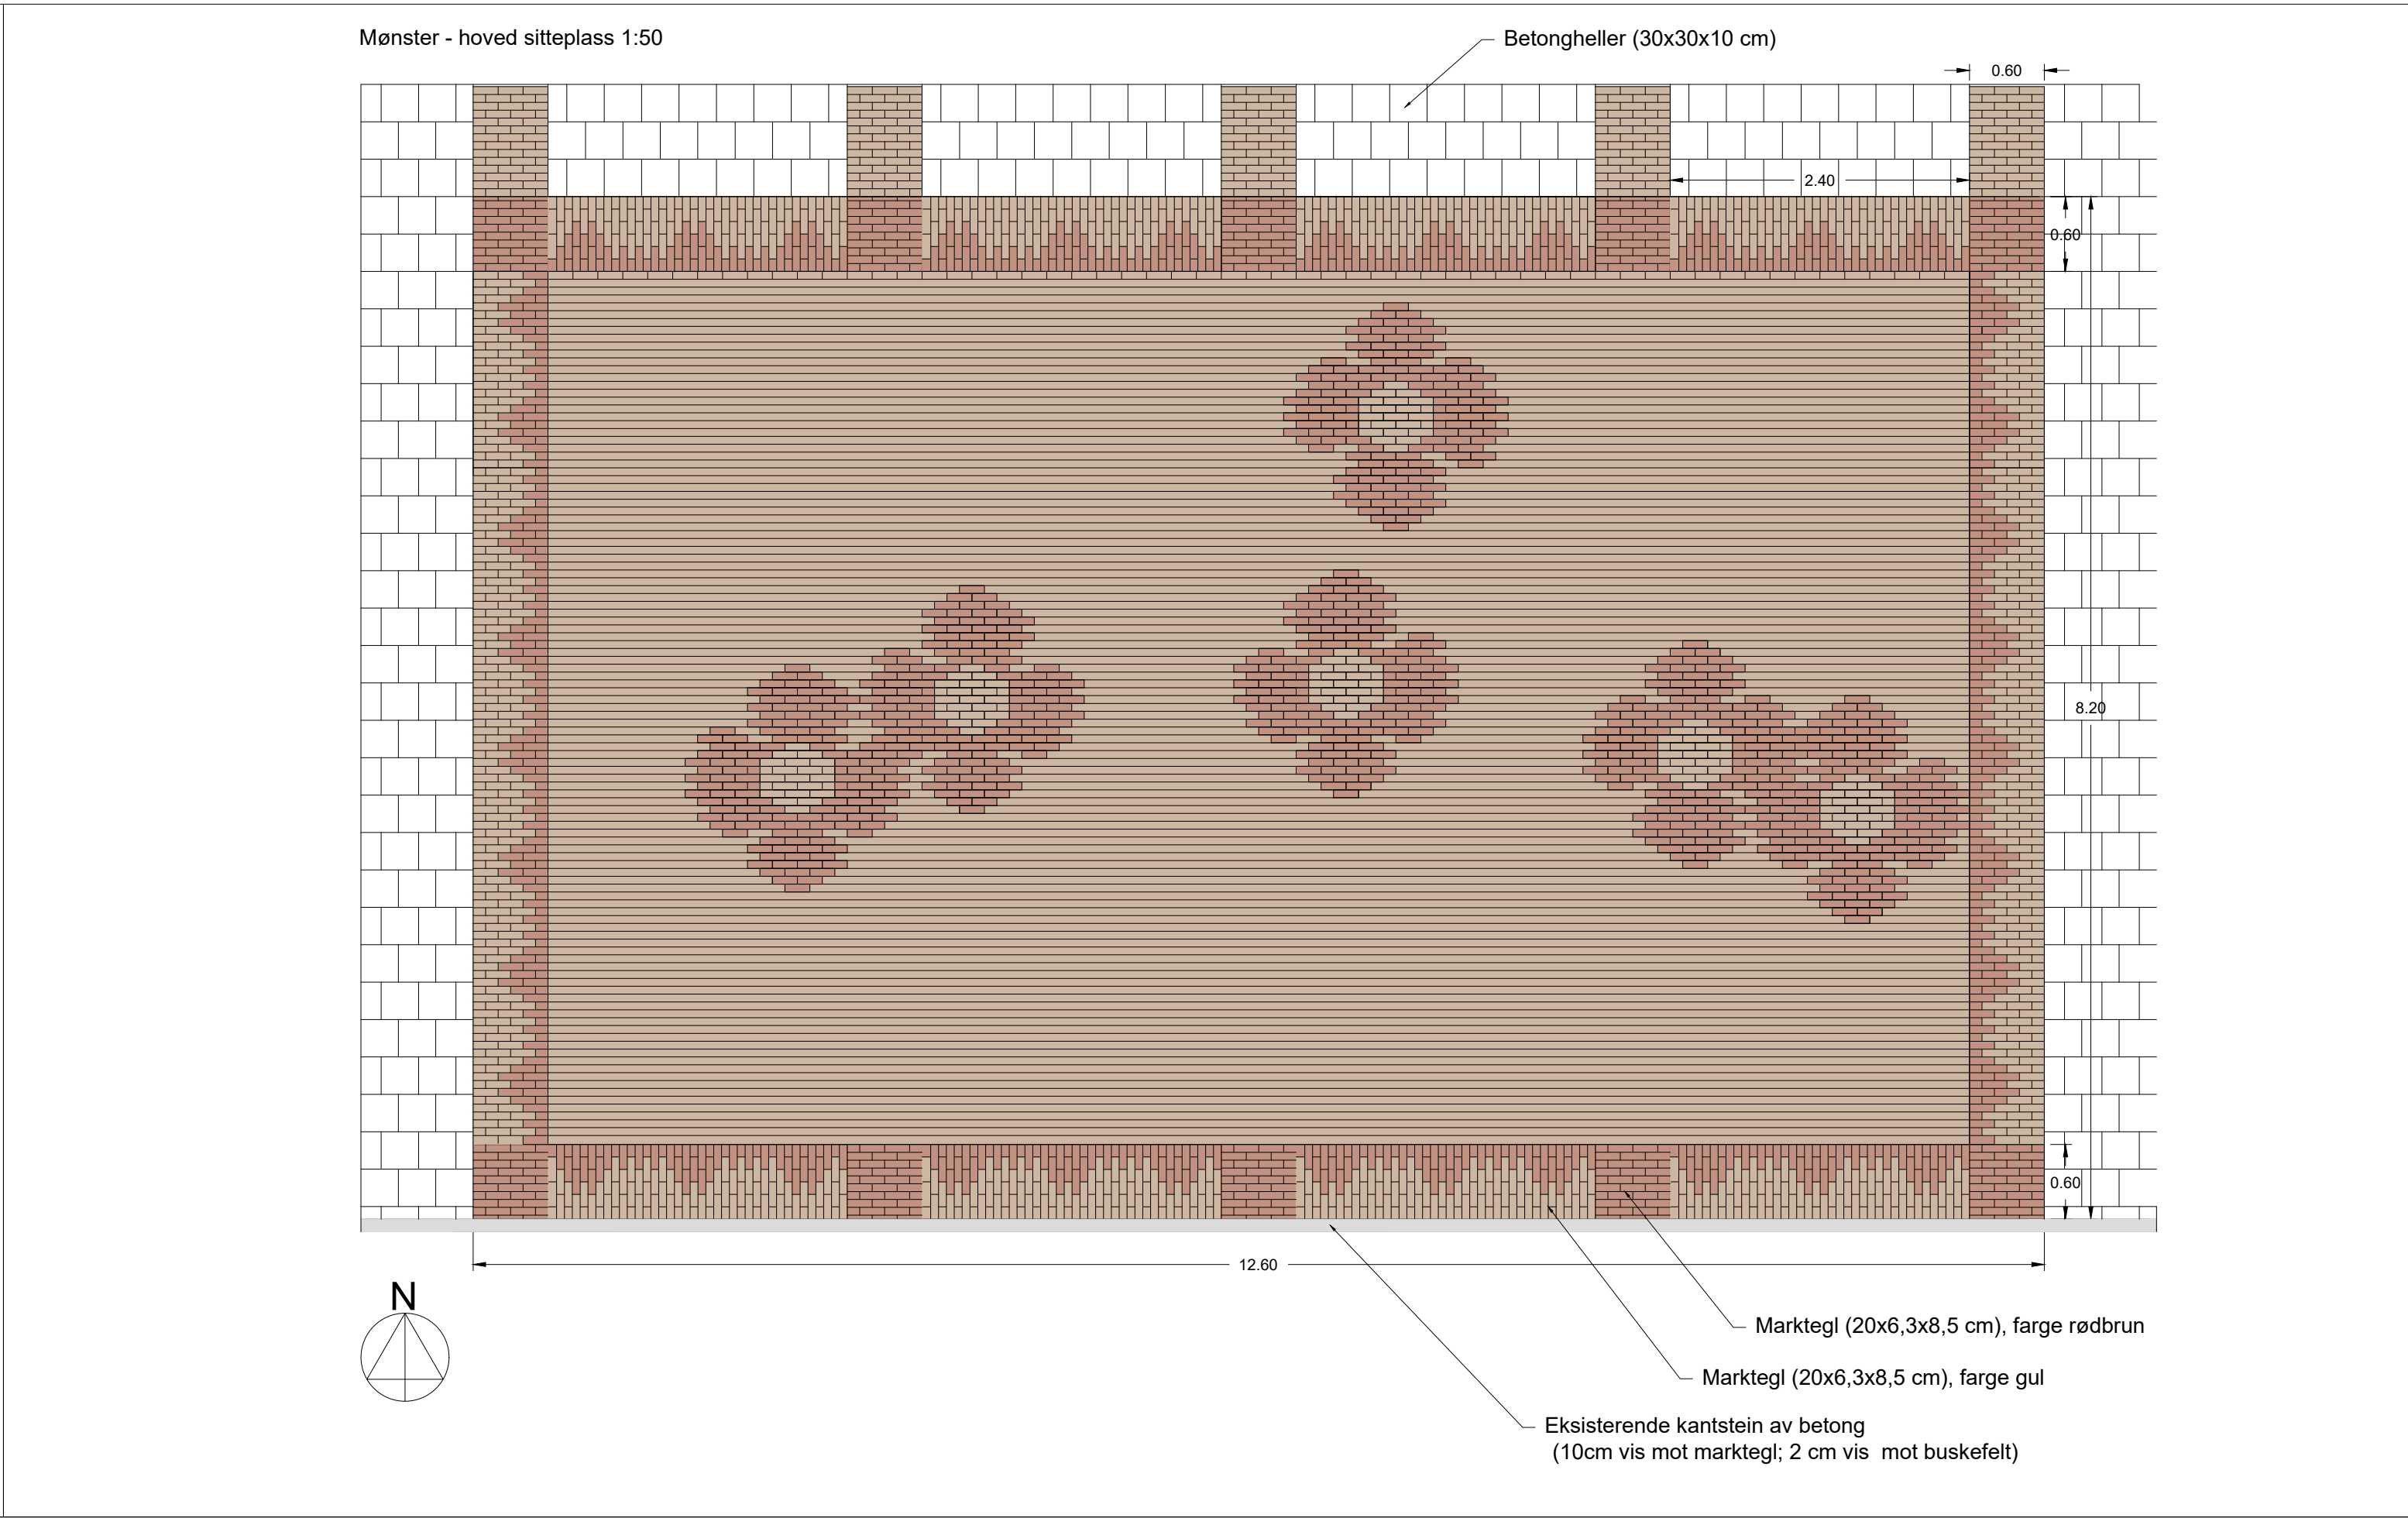 Mønster - hoved sitteplass 1:50
Betongheller (30x30x10 cm)
0.60
2.40
0.60
8.20
0.60
12.60
N
Marktegl (20x6,3x8,5 cm), farge rødbrun
Marktegl (20x6,3x8,5 cm), farge gul
Eksisterende kantstein av betong
(10cm vis mot marktegl; 2 cm vis  mot buskefelt)